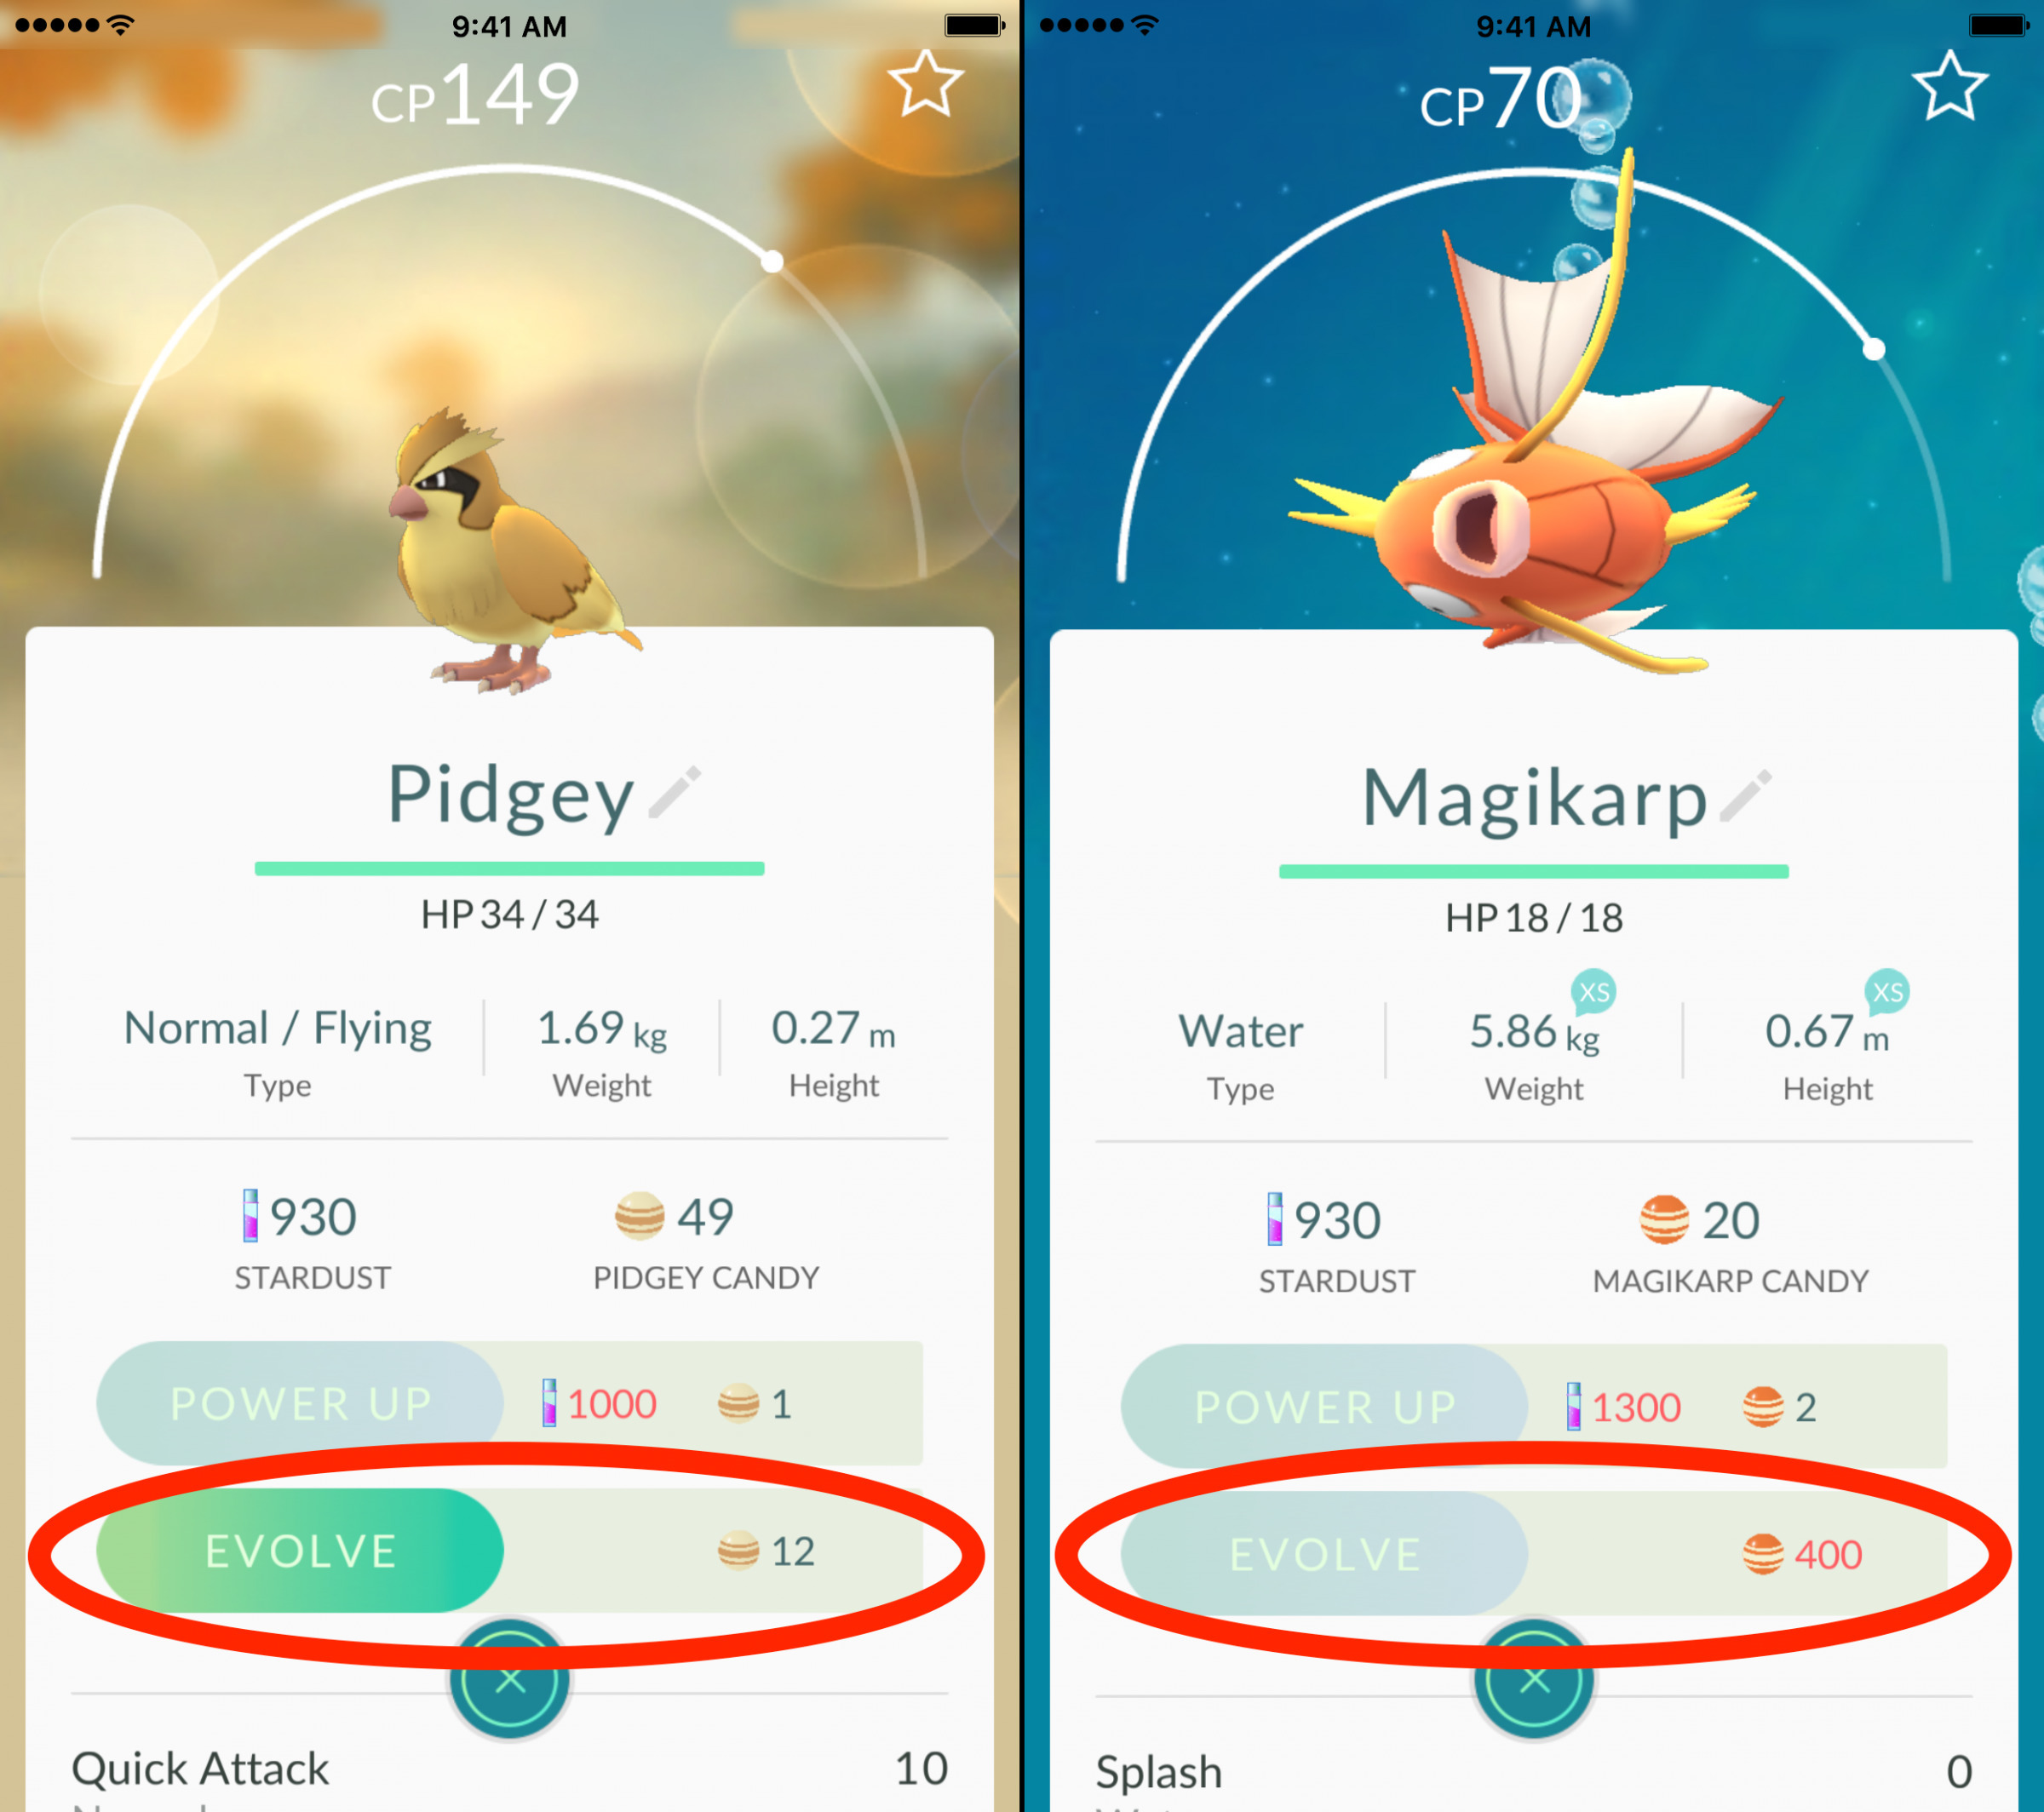 9:41 AM
CP149
Pidgey
HP 34 / 34
Normal / Flying
1.69 kg
0.27 m
Type
Weight
Height
930
49
STARDUST
PIDGEY CANDY
POWER UP
1000
1
EVOLVE
12
Quick Attack
10
9:41 AM
CP70
Magikarp
HP 18 / 18
XS
XS
Water
5.86 kg
0.67 m
Type
Weight
Height
930
20
STARDUST
MAGIKARP CANDY
POWER UP
1300
2
EVOLVE
400
Splash
0